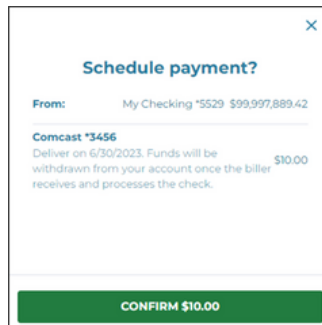 Schedule payment?
From: My Checking *5529 $99,997,889.42
Comcast *3456
Deliver on 6/30/2023. Funds will be
withdrawn from your account once the biller $10.00
receives and processes the check.
CONFIRM $10.00